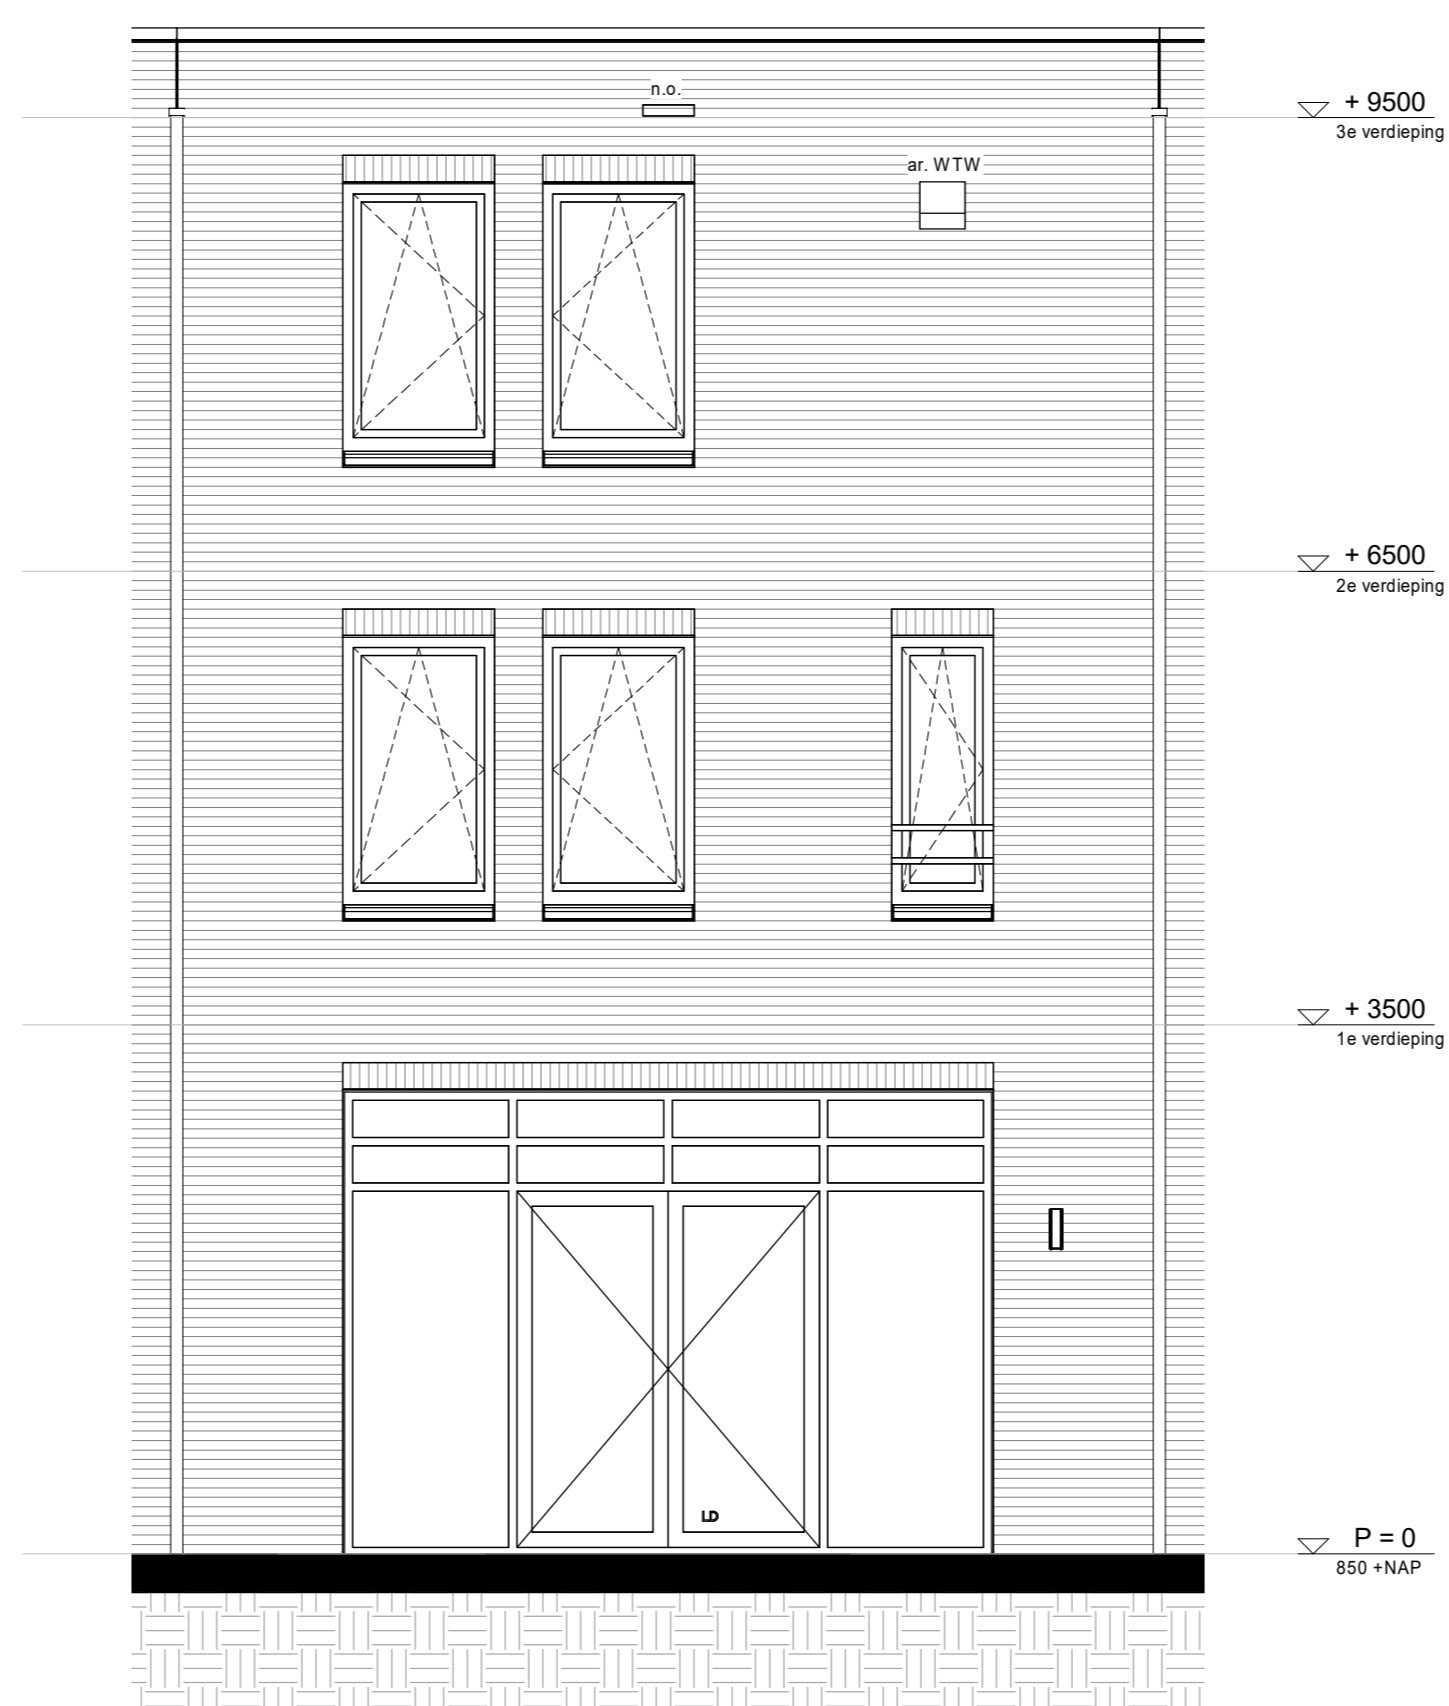 n.o.
+ 9500
3e verdieping
ar. WTW
+ 6500
2e verdieping
+ 3500
1e verdieping
LD
P = 0
850 +NAP